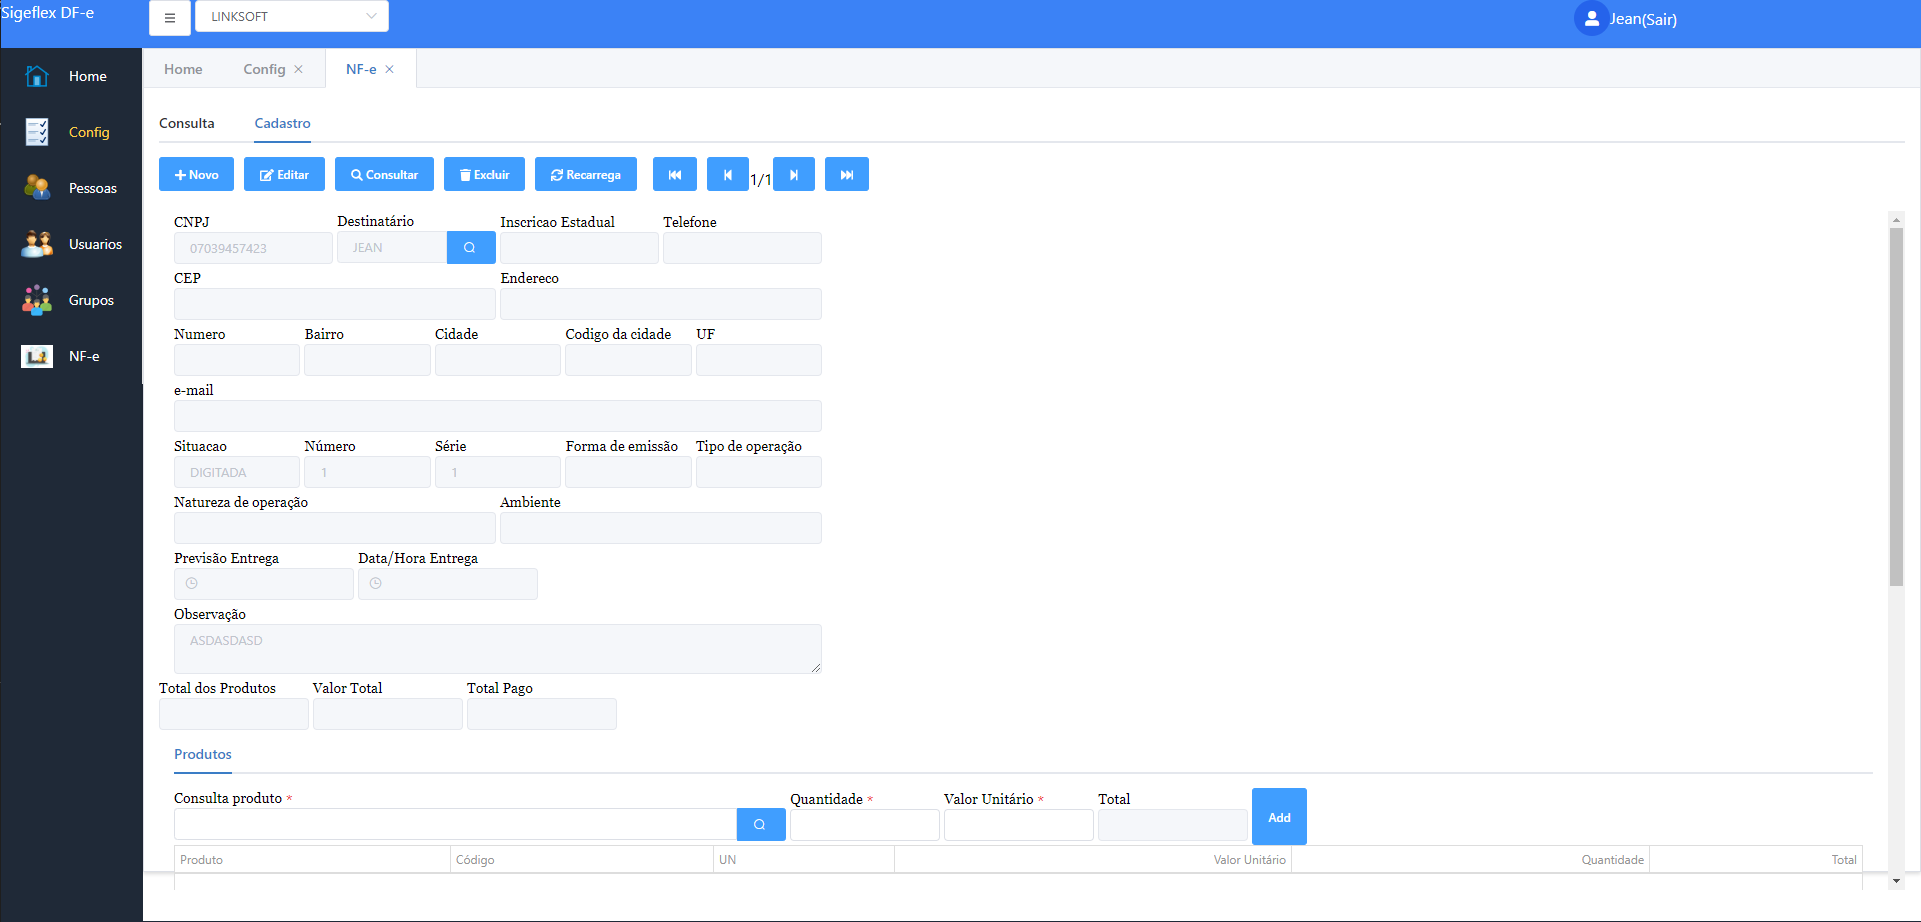 Sigeflex DF-e
LINKSOFT
Jean(Sair)
Home
Config
Pessoas
Usuarios
Grupos
NF-e
Home Config NF-e
Consulta Cadastro
Novo Editar Consultar Excluir Recarrega 1/1
CNPJ Destinatário Inscricao Estadual Telefone
07039457423 JEAN
CEP Endereco
Numero Bairro Cidade Codigo da cidade UF
e-mail
Situacao Número Série Forma de emissão Tipo de operação
DIGITADA 1 1
Natureza de operação Ambiente
Previsão Entrega Data/Hora Entrega
Observação
ASDASDASD
Total dos Produtos Valor Total Total Pago
Produtos
Consulta produto * Quantidade * Valor Unitário * Total
Add
Produto Código UN Valor Unitário Quantidade Total